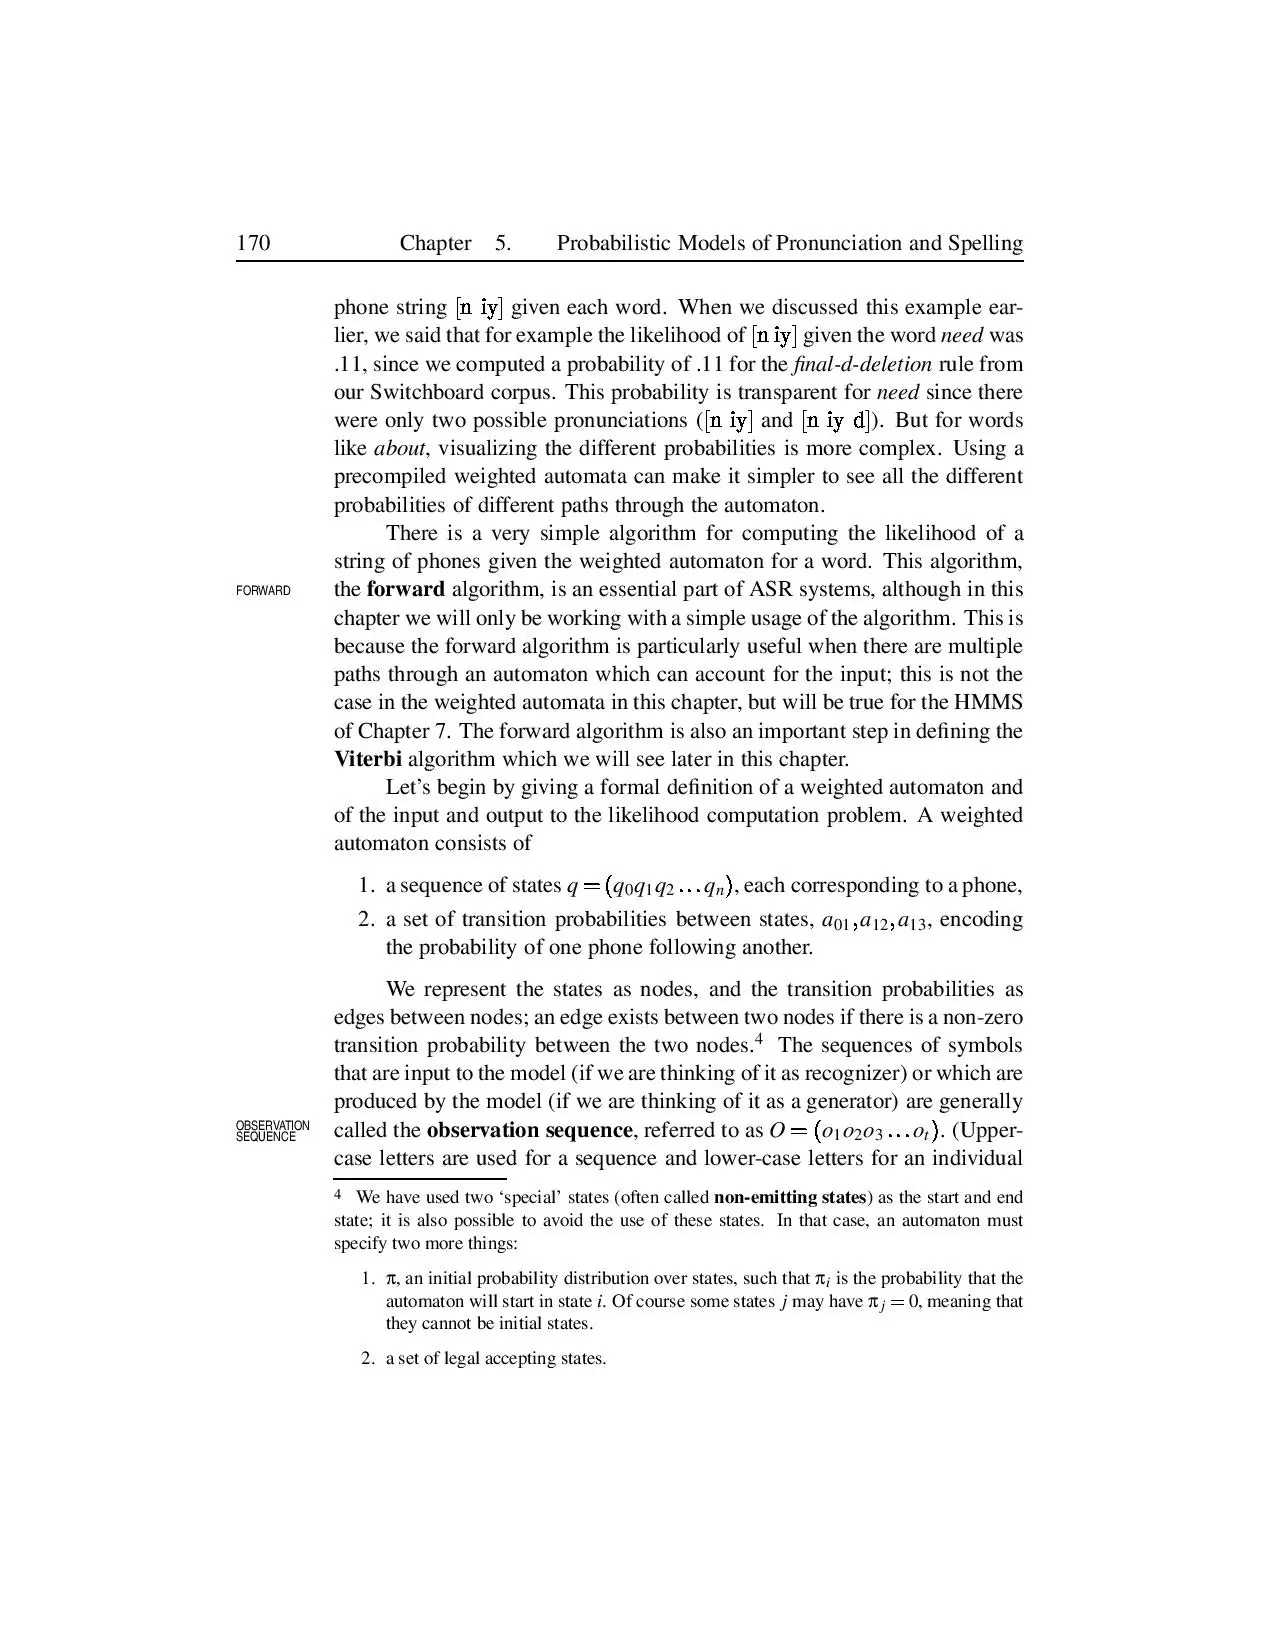 170 Chapter 5. Probabilistic Models of Pronunciation and Spelling
phone string [n iy] given each word. When we discussed this example ear-
lier, we said that for example the likelihood of [n iy] given the word need was
.11, since we computed a probability of .11 for the final-d-deletion rule from
our Switchboard corpus. This probability is transparent for need since there
were only two possible pronunciations ([n iy] and [n iy d]). But for words
like about, visualizing the different probabilities is more complex. Using a
precompiled weighted automata can make it simpler to see all the different
probabilities of different paths through the automaton.
There is a very simple algorithm for computing the likelihood of a
string of phones given the weighted automaton for a word. This algorithm,
FORWARD
the forward algorithm, is an essential part of ASR systems, although in this
chapter we will only be working with a simple usage of the algorithm. This is
because the forward algorithm is particularly useful when there are multiple
paths through an automaton which can account for the input; this is not the
case in the weighted automata in this chapter, but will be true for the HMMS
of Chapter 7. The forward algorithm is also an important step in defining the
Viterbi algorithm which we will see later in this chapter.
Let's begin by giving a formal definition of a weighted automaton and
of the input and output to the likelihood computation problem. A weighted
automaton consists of
1. a sequence of states q = (q0q1q2 ...qn), each corresponding to a phone,
2. a set of transition probabilities between states, a01,a12,a13, encoding
the probability of one phone following another.
We represent the states as nodes, and the transition probabilities as
edges between nodes; an edge exists between two nodes if there is a non-zero
transition probability between the two nodes.4 The sequences of symbols
that are input to the model (if we are thinking of it as recognizer) or which are
produced by the model (if we are thinking of it as a generator) are generally
OBSERVATION
SEQUENCE
called the observation sequence, referred to as O = (o1o2o3 ...ot). (Upper-
case letters are used for a sequence and lower-case letters for an individual
4 We have used two 'special' states (often called non-emitting states) as the start and end
state; it is also possible to avoid the use of these states. In that case, an automaton must
specify two more things:
1. π, an initial probability distribution over states, such that πi is the probability that the
automaton will start in state i. Of course some states j may have πj = 0, meaning that
they cannot be initial states.
2. a set of legal accepting states.